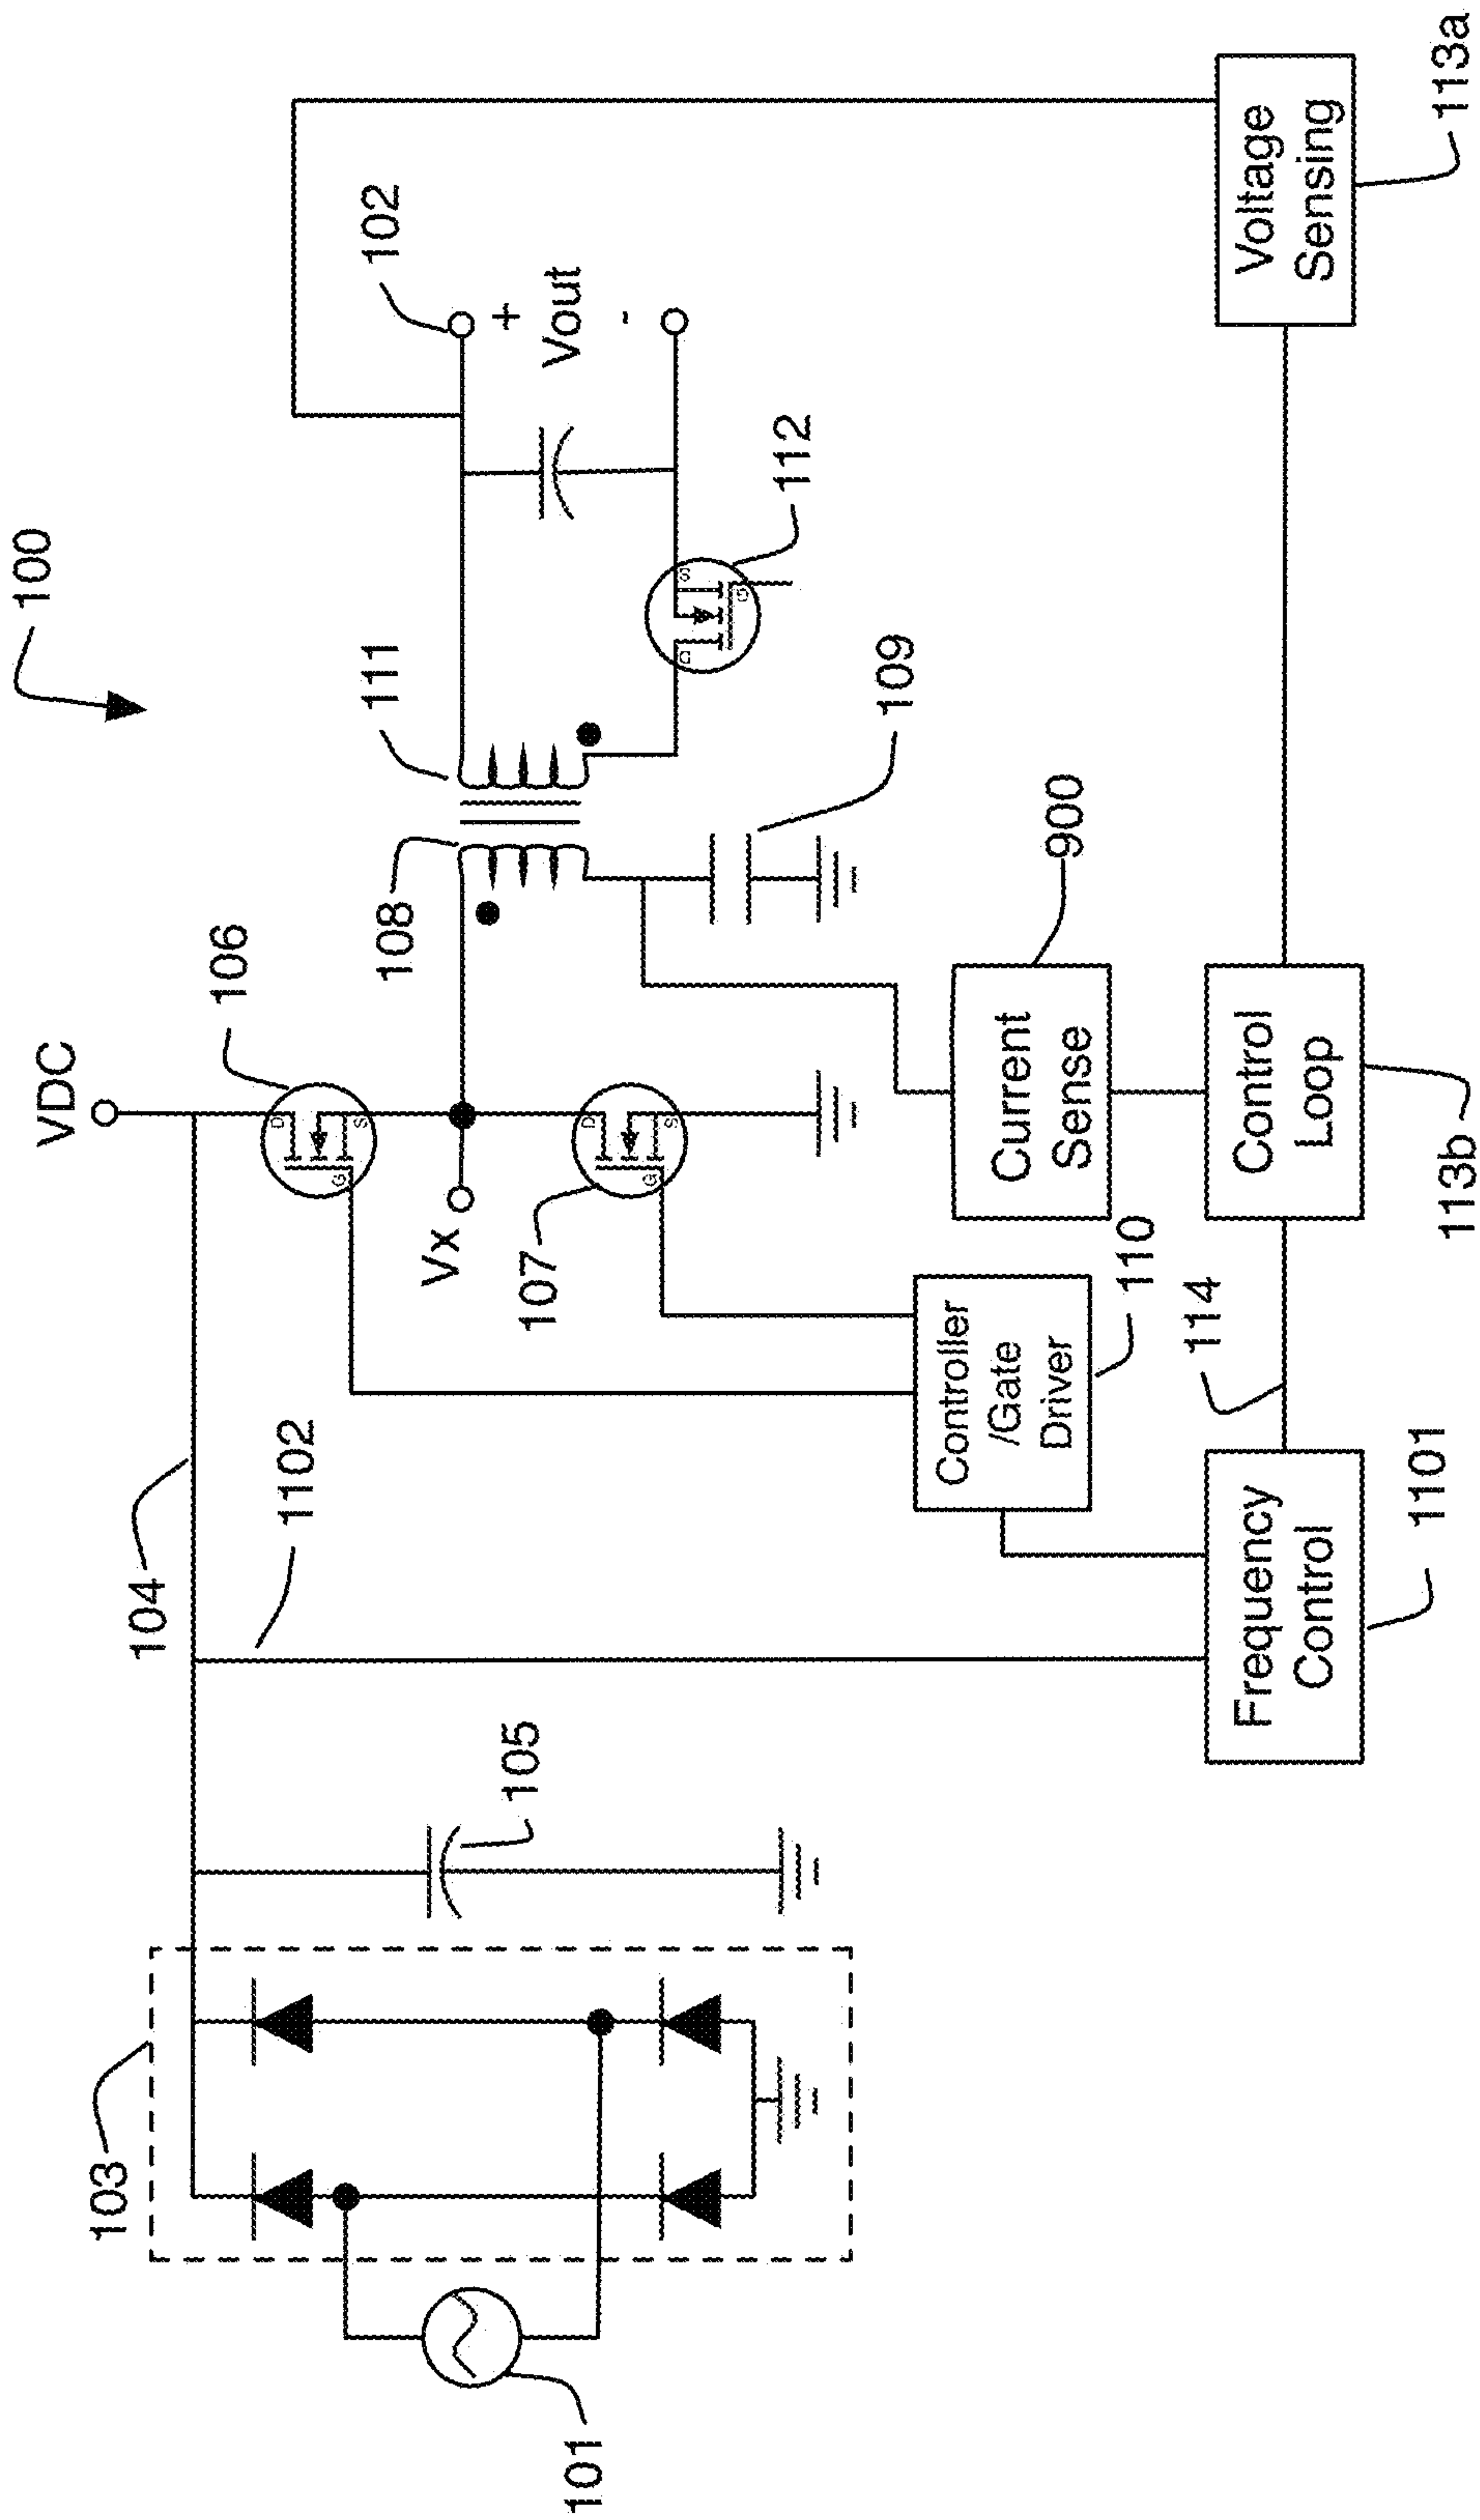 100
VDC
106
104
1102
103
105
101
Vx
107
108
111
102
+
Vout
-
112
109
D
S
G
D
S
G
S
G
900
Current
Sense
Controller
/Gate
Driver
110
114
Frequency
Control
1101
Control
Loop
113b
Voltage
Sensing
113a